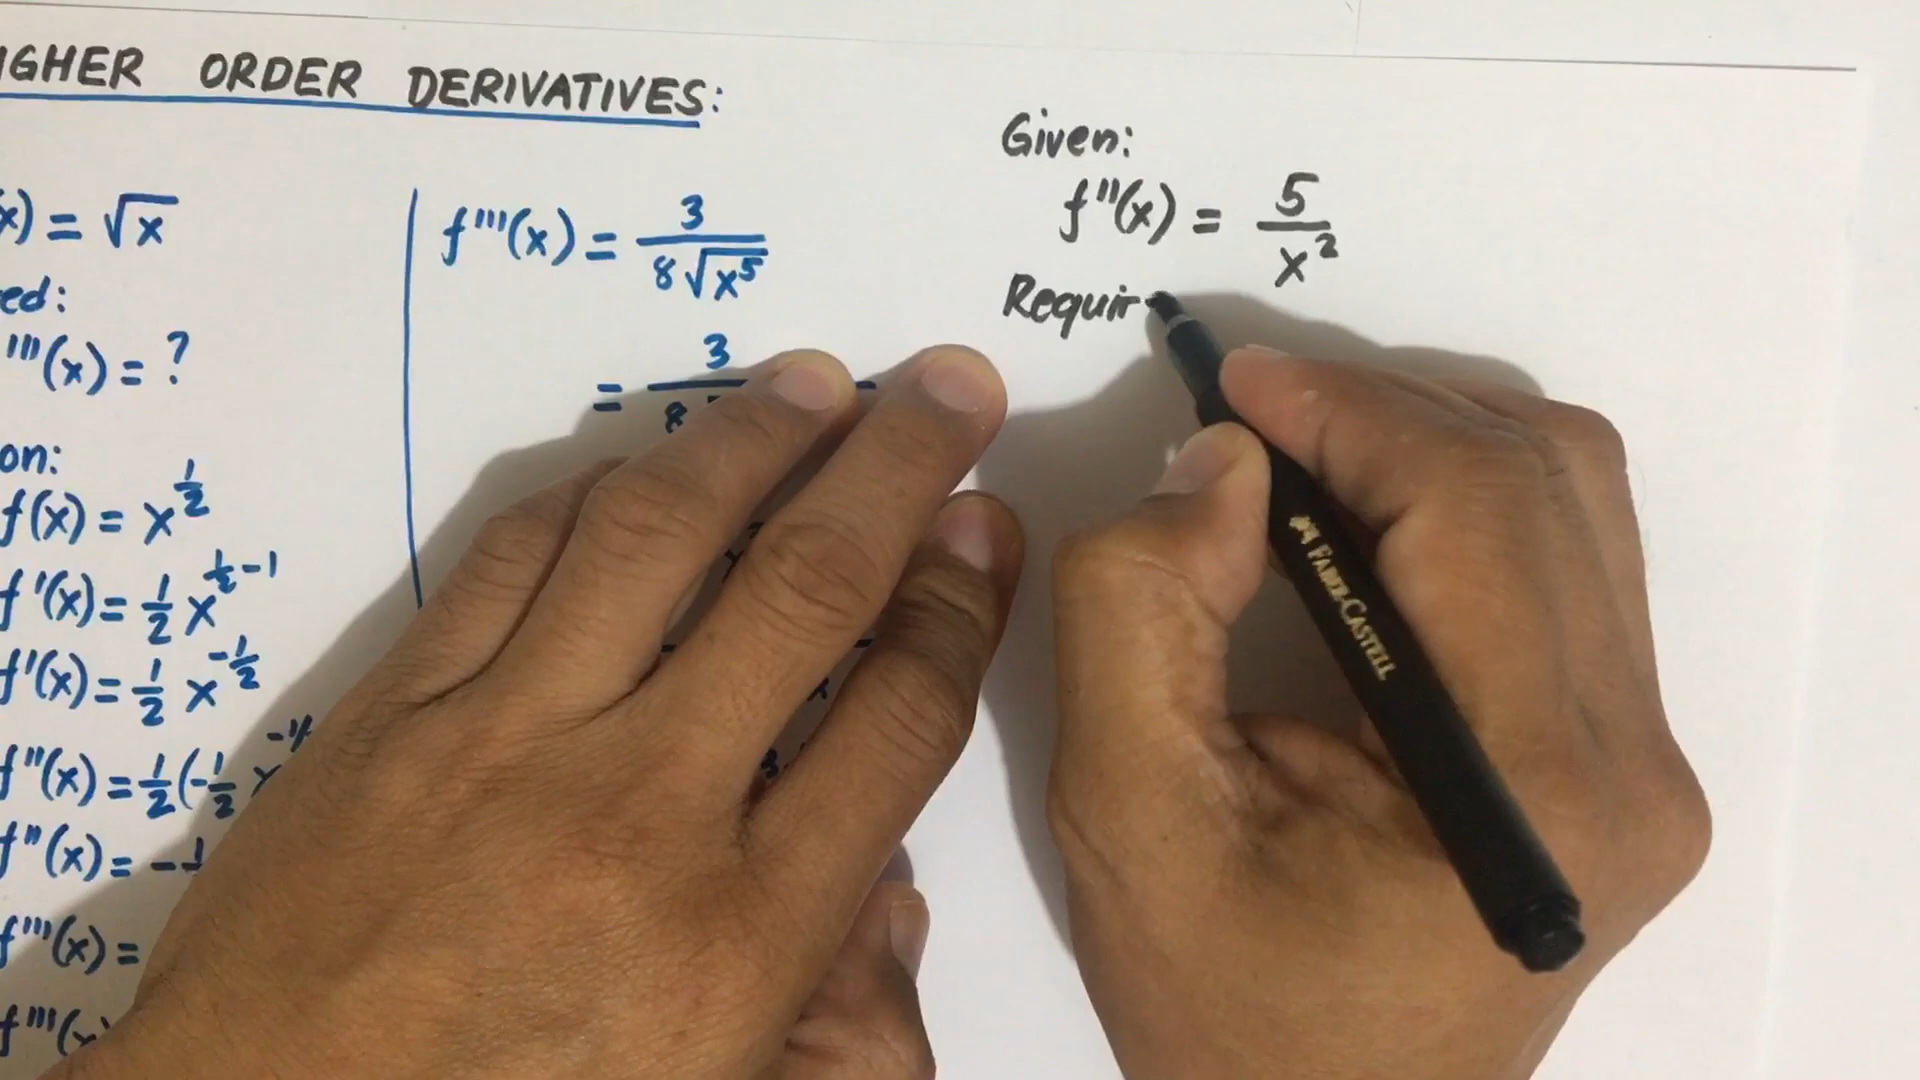 IGHER ORDER DERIVATIVES:
x) = √x
ed:
'''(x) = ?
on:
f(x) = x^(1/2)
f'(x) = 1/2 x^(1/2 - 1)
f'(x) = 1/2 x^(-1/2)
f''(x) = 1/2 (-1/2 x
f''(x) = -1
f'''(x) =
f'''(x)
f'''(x) = 3 / 8√x^5
= 3 / 8
Given:
f''(x) = 5 / x^2
Requir
FABER-CASTELL